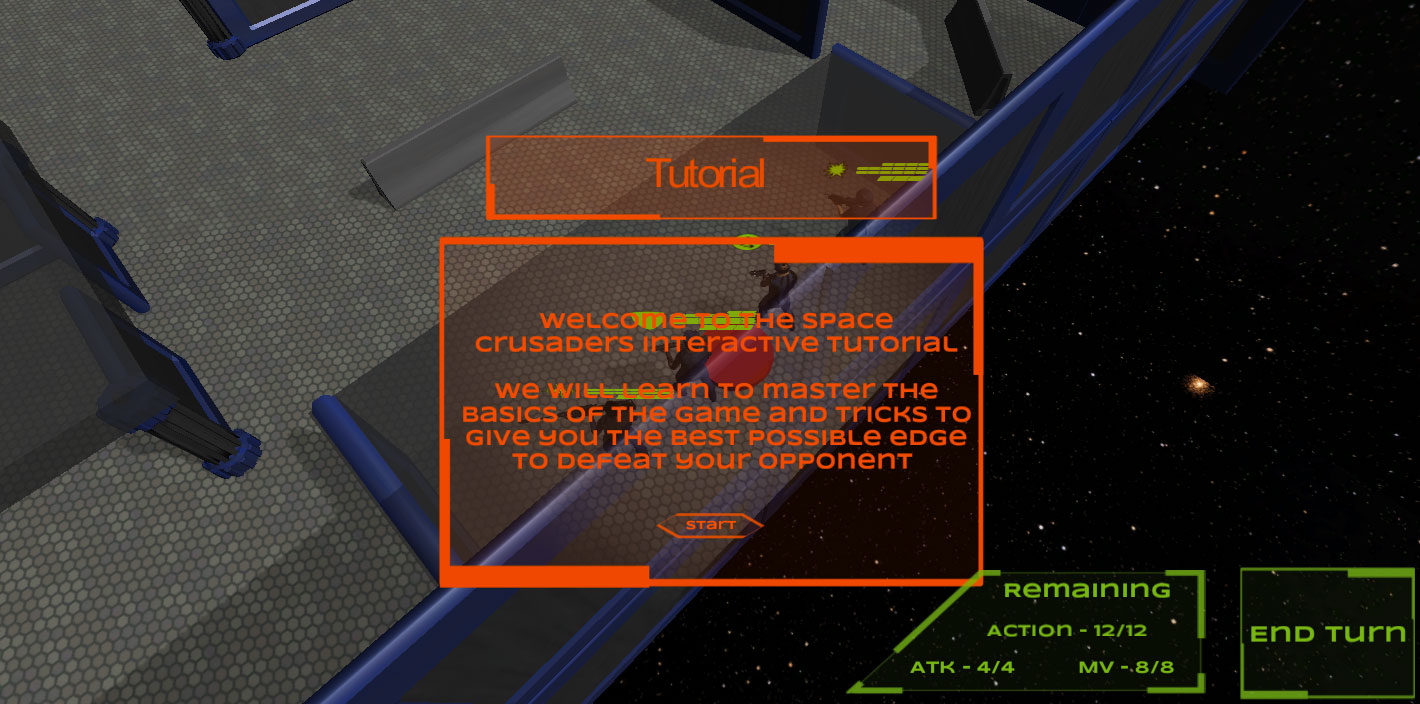 Tutorial
Welcome to the Space
Crusaders Interactive Tutorial
We will learn to master the
basics of the game and tricks to
give you the best possible edge
to defeat your opponent
Start
Remaining
Action - 12/12
ATK - 4/4 MV - 8/8
End Turn